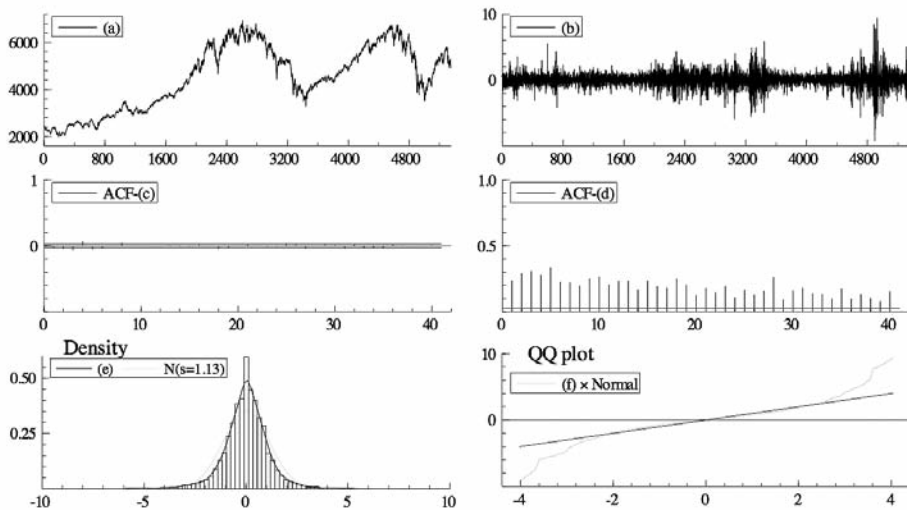 (a)
6000
4000
2000
0 800 1600 2400 3200 4000 4800
(b)
10
0
0 800 1600 2400 3200 4000 4800
ACF-(c)
1
0
0 10 20 30 40
ACF-(d)
1.0
0.5
0 10 20 30 40
Density
(e) N(s=1.13)
0.50
0.25
-10 -5 0 5 10
QQ plot
(f) × Normal
10
0
-4 -2 0 2 4